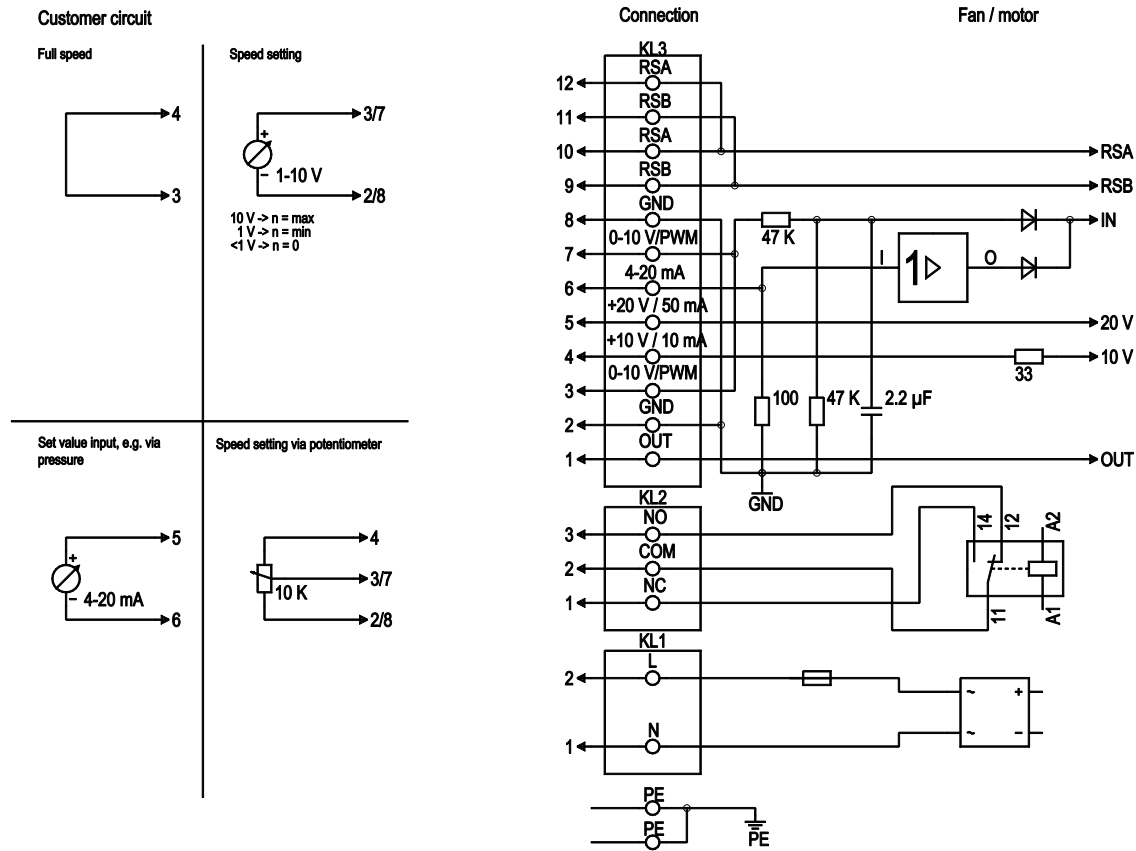 Customer circuit
Connection
Fan / motor
Full speed
4
3
Speed setting
+
− 1-10 V
3/7
2/8
10 V -> n = max
1 V -> n = min
<1 V -> n = 0
Set value input, e.g. via
pressure
+
− 4-20 mA
5
6
Speed setting via potentiometer
4
10 K
3/7
2/8
KL3
12 RSA
11 RSB
10 RSA RSA
9 RSB RSB
8 GND 47 K IN
7 0-10 V/PWM
6 4-20 mA I 1 O
5 +20 V / 50 mA 20 V
4 +10 V / 10 mA 33 10 V
3 0-10 V/PWM 100 47 K 2.2 µF
2 GND
1 OUT OUT
GND
KL2
3 NO
2 COM
1 NC
14 12 A2
11 A1
KL1
2 L
1 N
~ +
~ −
PE
PE
PE